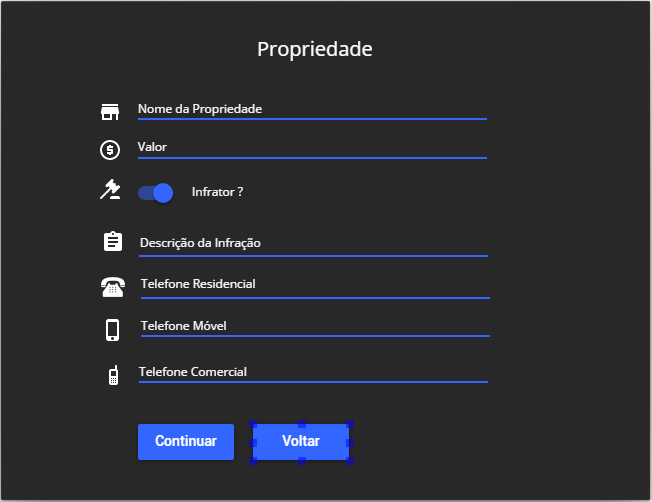 Propriedade
Nome da Propriedade
Valor
Infrator ?
Descrição da Infração
Telefone Residencial
Telefone Móvel
Telefone Comercial
Continuar Voltar